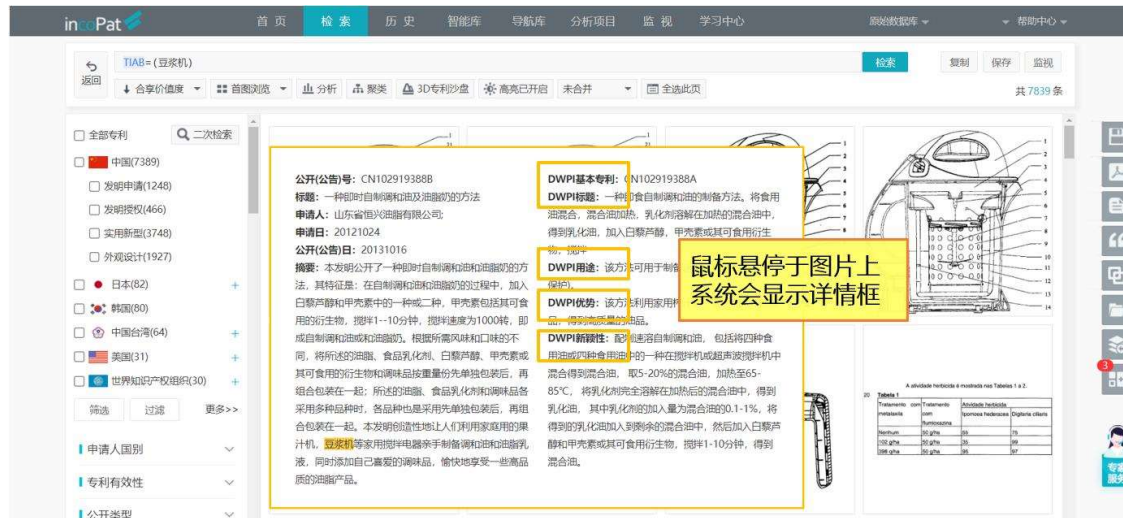 incoPat
首 页 检 索 历 史 智能库 导航库 分析项目 监 视 学习中心 原始数据库 帮助中心
返回
TIAB=(豆浆机)
检索 复制 保存 监视
合享价值度 首图浏览 分析 聚类 3D专利沙盘 高亮已开启 未合并 全选此页
共 7839 条
全部专利 二次检索
中国(7389)
发明申请(1248)
发明授权(466)
实用新型(3748)
外观设计(1927)
日本(82) +
韩国(80)
中国台湾(64) +
美国(31) +
世界知识产权组织(30) +
筛选 过滤 更多>>
申请人国别
专利有效性
公开类型
公开(公告)号: CN102919388B
标题: 一种即时自制调和油及油脂奶的方法
申请人: 山东省恒兴油脂有限公司;
申请日: 20121024
公开(公告)日: 20131016
摘要: 本发明公开了一种即时自制调和油和油脂奶的方
法, 其特征是: 在自制调和油和油脂奶的过程中, 加入
白藜芦醇和甲壳素中的一种或二种, 甲壳素包括其可食
用的衍生物, 搅拌1--10分钟, 搅拌速度为1000转, 即
成自制调和油或和油脂奶。根据所需风味和口味的不
同, 将所述的油脂、食品乳化剂、白藜芦醇、甲壳素或
其可食用的衍生物和调味品按重量份先单独包装后, 再
组合包装在一起; 所述的油脂、食品乳化剂和调味品各
采用多种品种时, 各品种也是采用先单独包装后, 再组
合包装在一起。本发明创造性地让人们利用家庭用的果
汁机, 豆浆机等家用搅拌电器亲手制备调和油和油脂乳
液, 同时添加自己喜爱的调味品, 愉快地享受一些高品
质的油脂产品。
DWPI基本专利: CN102919388A
DWPI标题: 一种即食自制调和油的制备方法。将食用
油混合, 混合油加热, 乳化剂溶解在加热的混合油中,
得到乳化油, 加入白藜芦醇, 甲壳素或其可食用衍生
物, 搅拌
DWPI用途: 该方法可用于制备
保护)。
DWPI优势: 该方法利用家用
品, 得到高质量的油品。
DWPI新颖性: 配制速溶自制调和油, 包括将四种食
用油或四种食用油中的一种在搅拌机或超声波搅拌机中
混合得到混合油, 取5-20%的混合油, 加热至65-
85℃, 将乳化剂完全溶解在加热后的混合油中, 得到
乳化油, 其中乳化剂的加入量为混合油的0.1-1%, 将
得到的乳化油加入到剩余的混合油中, 然后加入白藜芦
醇和甲壳素或其可食用衍生物, 搅拌1-10分钟, 得到
混合油。
鼠标悬停于图片上
系统会显示详情框
A atividade herbicida é mostrada nas Tabelas 1 a 2.
20 Tabela 1
3
专家
服务